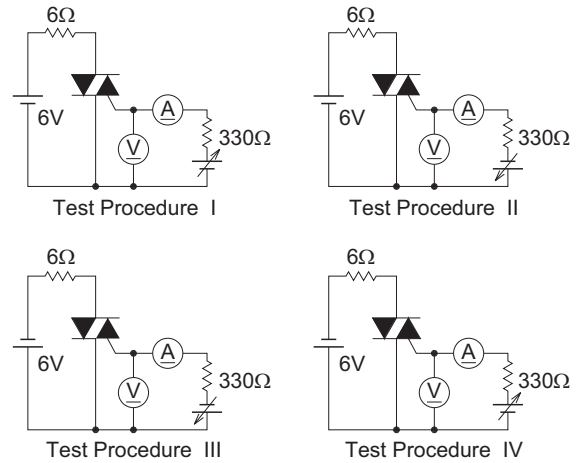 6Ω
6V
A
V
330Ω
Test Procedure I
6Ω
6V
A
V
330Ω
Test Procedure II
6Ω
6V
A
V
330Ω
Test Procedure III
6Ω
6V
A
V
330Ω
Test Procedure IV